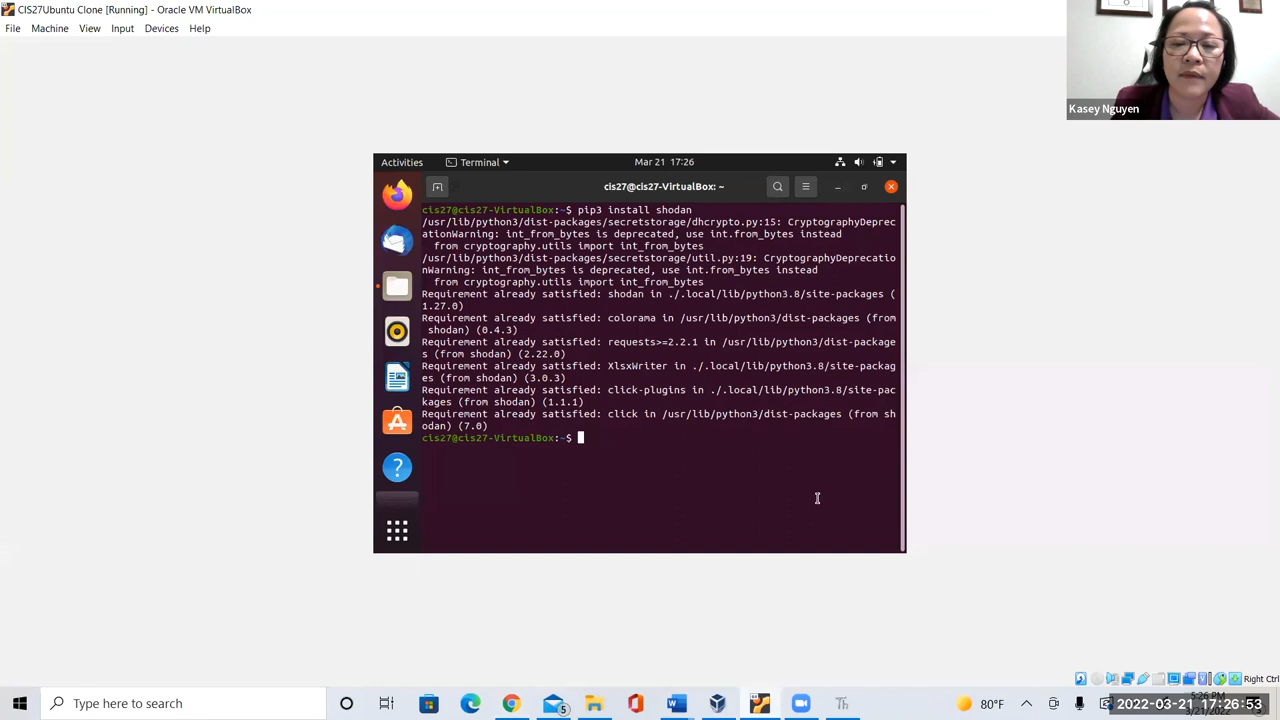 CIS27Ubuntu Clone [Running] - Oracle VM VirtualBox
File Machine View Input Devices Help
Kasey Nguyen
Activities Terminal Mar 21 17:26
cis27@cis27-VirtualBox: ~
cis27@cis27-VirtualBox:~$ pip3 install shodan
/usr/lib/python3/dist-packages/secretstorage/dhcrypto.py:15: CryptographyDeprec
ationWarning: int_from_bytes is deprecated, use int.from_bytes instead
from cryptography.utils import int_from_bytes
/usr/lib/python3/dist-packages/secretstorage/util.py:19: CryptographyDeprecatio
nWarning: int_from_bytes is deprecated, use int.from_bytes instead
from cryptography.utils import int_from_bytes
Requirement already satisfied: shodan in ./.local/lib/python3.8/site-packages (
1.27.0)
Requirement already satisfied: colorama in /usr/lib/python3/dist-packages (from
shodan) (0.4.3)
Requirement already satisfied: requests>=2.2.1 in /usr/lib/python3/dist-package
s (from shodan) (2.22.0)
Requirement already satisfied: XlsxWriter in ./.local/lib/python3.8/site-packag
es (from shodan) (3.0.3)
Requirement already satisfied: click-plugins in ./.local/lib/python3.8/site-pac
kages (from shodan) (1.1.1)
Requirement already satisfied: click in /usr/lib/python3/dist-packages (from sh
odan) (7.0)
cis27@cis27-VirtualBox:~$
Right Ctrl
Type here to search
5
80°F
5:26 PM
2022-03-21 17:26:53
3/21/2022